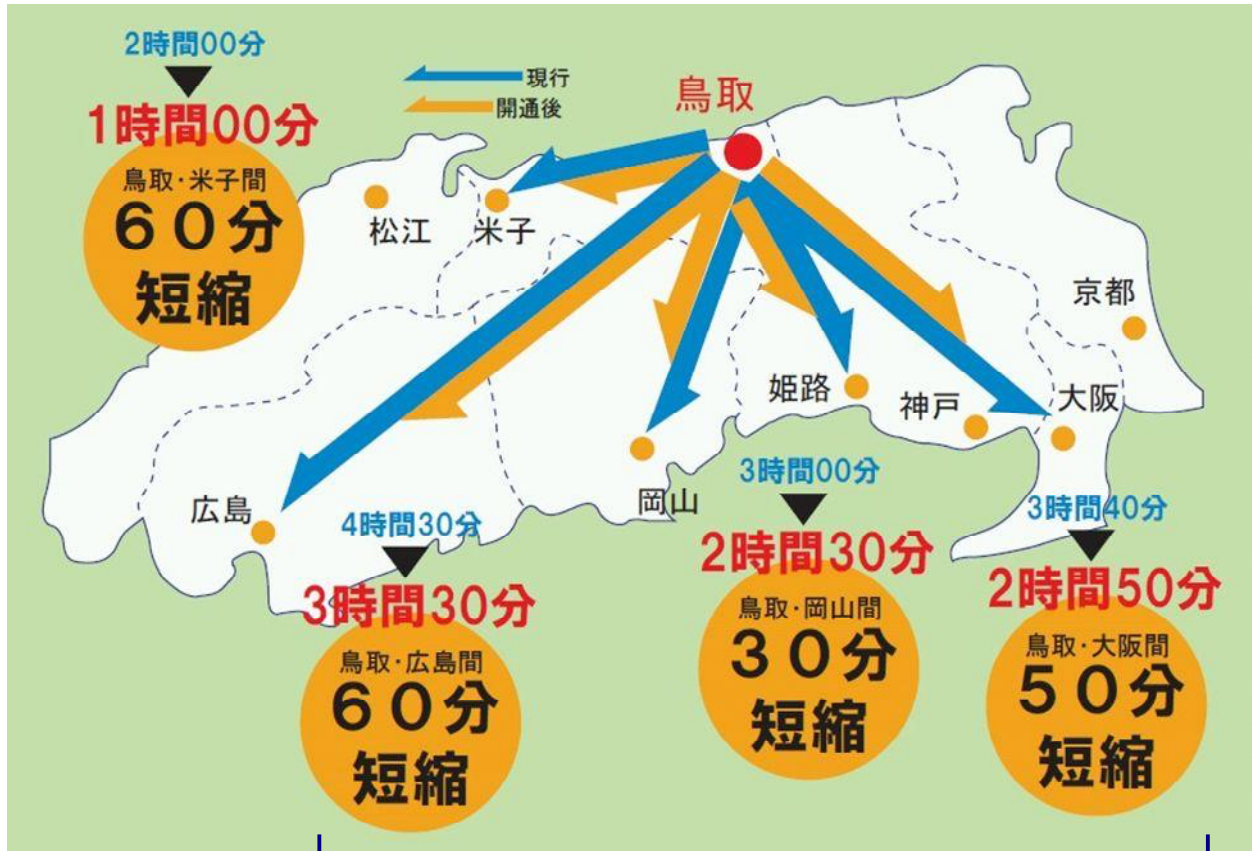 2時間00分
1時間00分
鳥取・米子間
60分
短縮
現行
開通後
鳥取
松江
米子
京都
姫路
神戸
大阪
岡山
広島
4時間30分
3時間30分
鳥取・広島間
60分
短縮
3時間00分
2時間30分
鳥取・岡山間
30分
短縮
3時間40分
2時間50分
鳥取・大阪間
50分
短縮